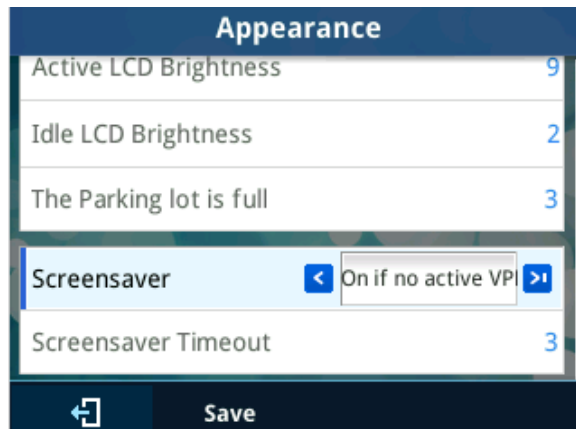 Appearance
Active LCD Brightness 9
Idle LCD Brightness 2
The Parking lot is full 3
Screensaver On if no active VP
Screensaver Timeout 3
Save